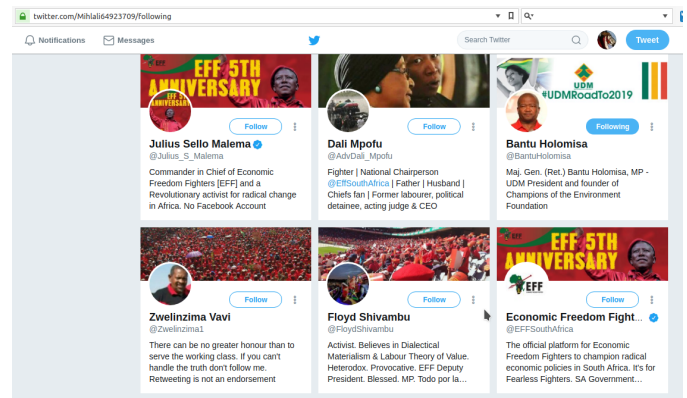 twitter.com/Mihlali64923709/following
Notifications Messages Search Twitter Tweet
EFF 5TH
ANNIVERSARY
EFF 5TH
ANNIVERSARY
Follow
Julius Sello Malema
@Julius_S_Malema
Commander in Chief of Economic
Freedom Fighters [EFF] and a
Revolutionary activist for radical change
in Africa. No Facebook Account
Follow
Dali Mpofu
@AdvDali_Mpofu
Fighter | National Chairperson
@EffSouthAfrica | Father | Husband |
Chiefs fan | Former labourer, political
detainee, acting judge & CEO
UDM
#UDMRoadTo2019
Following
Bantu Holomisa
@BantuHolomisa
Maj. Gen. (Ret.) Bantu Holomisa, MP -
UDM President and founder of
Champions of the Environment
Foundation
Follow
Zwelinzima Vavi
@Zwelinzima1
There can be no greater honour than to
serve the working class. If you can't
handle the truth don't follow me.
Retweeting is not an endorsement
Follow
Floyd Shivambu
@FloydShivambu
Activist. Believes in Dialectical
Materialism & Labour Theory of Value.
Heterodox. Provocative. EFF Deputy
President. Blessed. MP. Todo por la…
EFF 5TH
ANNIVERSARY
EFF
Follow
Economic Freedom Fight…
@EFFSouthAfrica
The official platform for Economic
Freedom Fighters to champion radical
economic policies in South Africa. It's for
Fearless Fighters. SA Government…